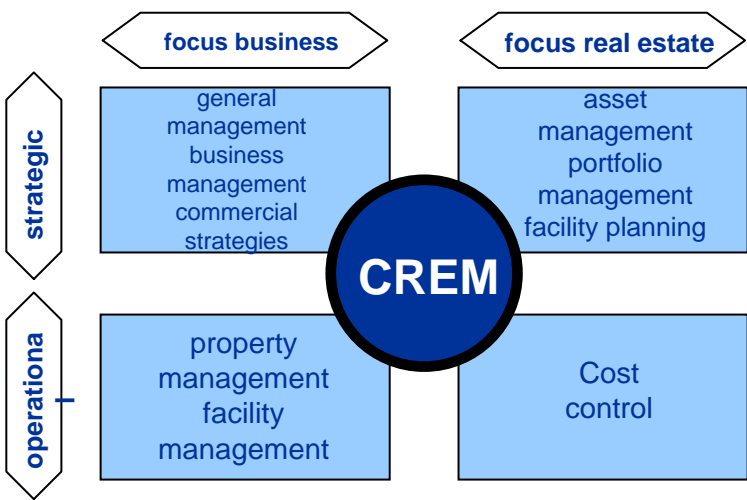 focus business
focus real estate
strategic
general
management
business
management
commercial
strategies
asset
management
portfolio
management
facility planning
CREM
operationa
l
property
management
facility
management
Cost
control